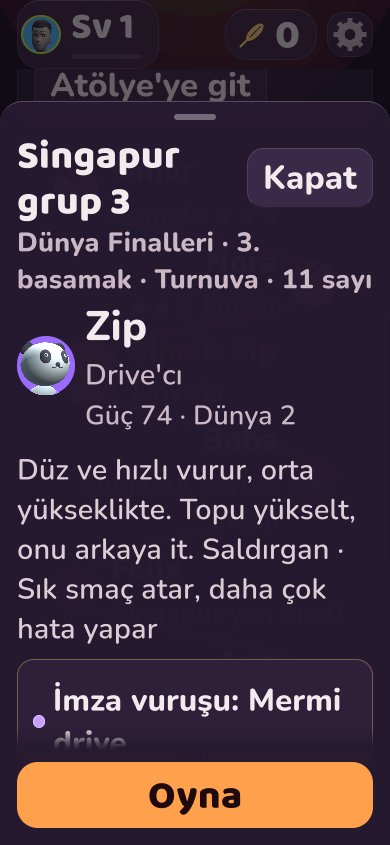 Sv 1
0
Atölye'ye git
Singapur
grup 3
Kapat
Dünya Finalleri · 3.
basamak · Turnuva · 11 sayı
Zip
Drive'cı
Güç 74 · Dünya 2
Düz ve hızlı vurur, orta
yükseklikte. Topu yükselt,
onu arkaya it. Saldırgan ·
Sık smaç atar, daha çok
hata yapar
İmza vuruşu: Mermi
drive
Oyna